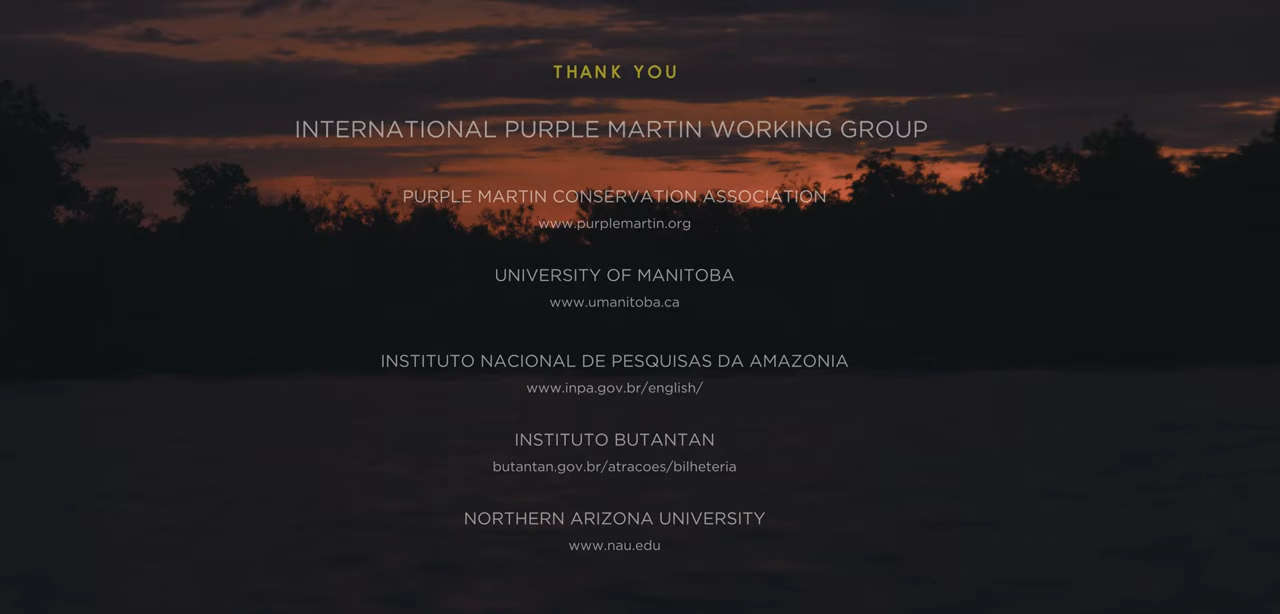 THANK YOU
INTERNATIONAL PURPLE MARTIN WORKING GROUP
PURPLE MARTIN CONSERVATION ASSOCIATION
www.purplemartin.org
UNIVERSITY OF MANITOBA
www.umanitoba.ca
INSTITUTO NACIONAL DE PESQUISAS DA AMAZONIA
www.inpa.gov.br/english/
INSTITUTO BUTANTAN
butantan.gov.br/atracoes/bilheteria
NORTHERN ARIZONA UNIVERSITY
www.nau.edu